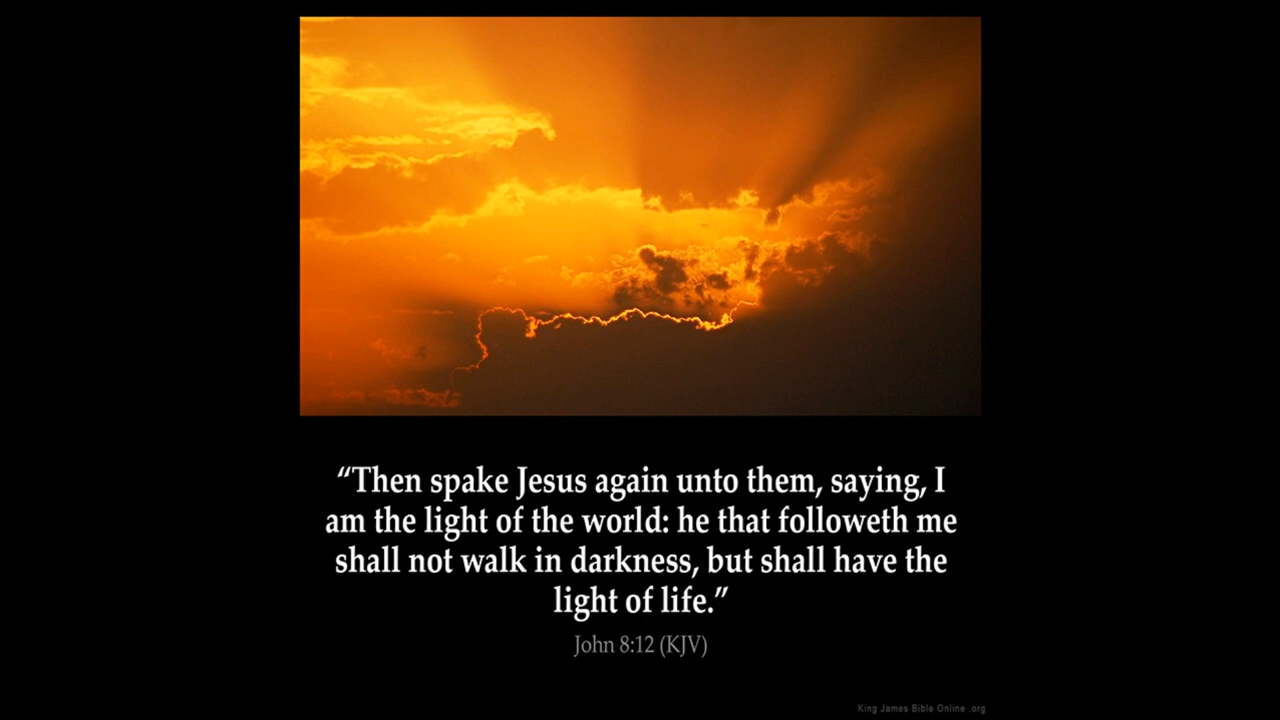 “Then spake Jesus again unto them, saying, I
am the light of the world: he that followeth me
shall not walk in darkness, but shall have the
light of life.”
John 8:12 (KJV)
King James Bible Online .org